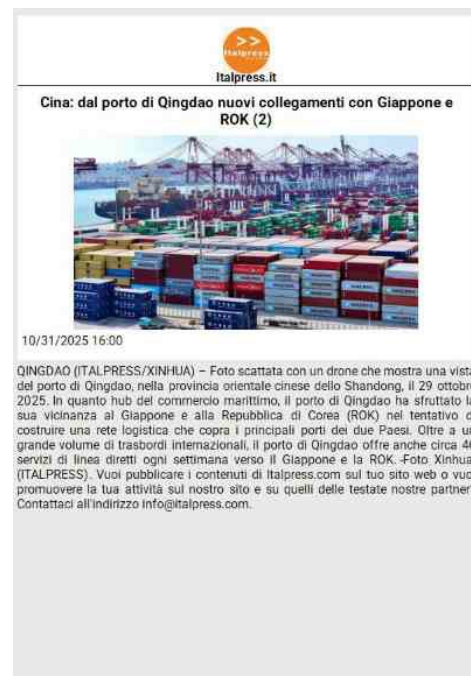 >>
Italpress
Italpress.it
Cina: dal porto di Qingdao nuovi collegamenti con Giappone e
ROK (2)
10/31/2025 16:00
QINGDAO (ITALPRESS/XINHUA) – Foto scattata con un drone che mostra una vista
del porto di Qingdao, nella provincia orientale cinese dello Shandong, il 29 ottobre
2025. In quanto hub del commercio marittimo, il porto di Qingdao ha sfruttato la
sua vicinanza al Giappone e alla Repubblica di Corea (ROK) nel tentativo d
costruire una rete logistica che copra i principali porti dei due Paesi. Oltre a un
grande volume di trasbordi internazionali, il porto di Qingdao offre anche circa 40
servizi di linea diretti ogni settimana verso il Giappone e la ROK. -Foto Xinhua
(ITALPRESS). Vuoi pubblicare i contenuti di Italpress.com sul tuo sito web o vuo
promuovere la tua attività sul nostro sito e su quelli delle testate nostre partner
Contattaci all'indirizzo info@italpress.com.